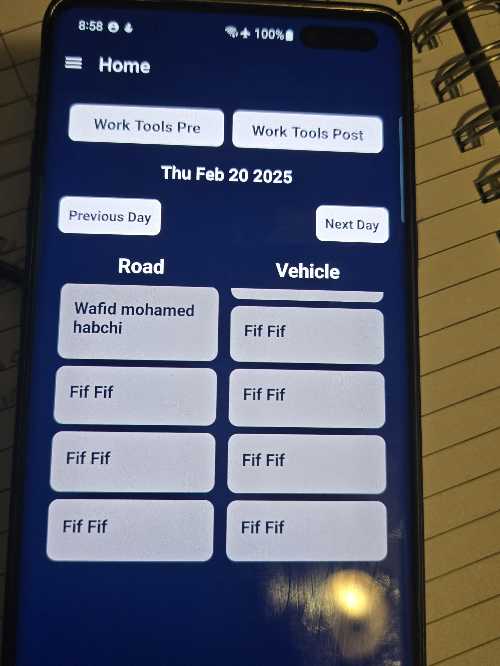 8:58 100%
Home
Work Tools Pre Work Tools Post
Thu Feb 20 2025
Previous Day Next Day
Road Vehicle
Wafid mohamed
habchi
Fif Fif
Fif Fif Fif Fif
Fif Fif Fif Fif
Fif Fif Fif Fif